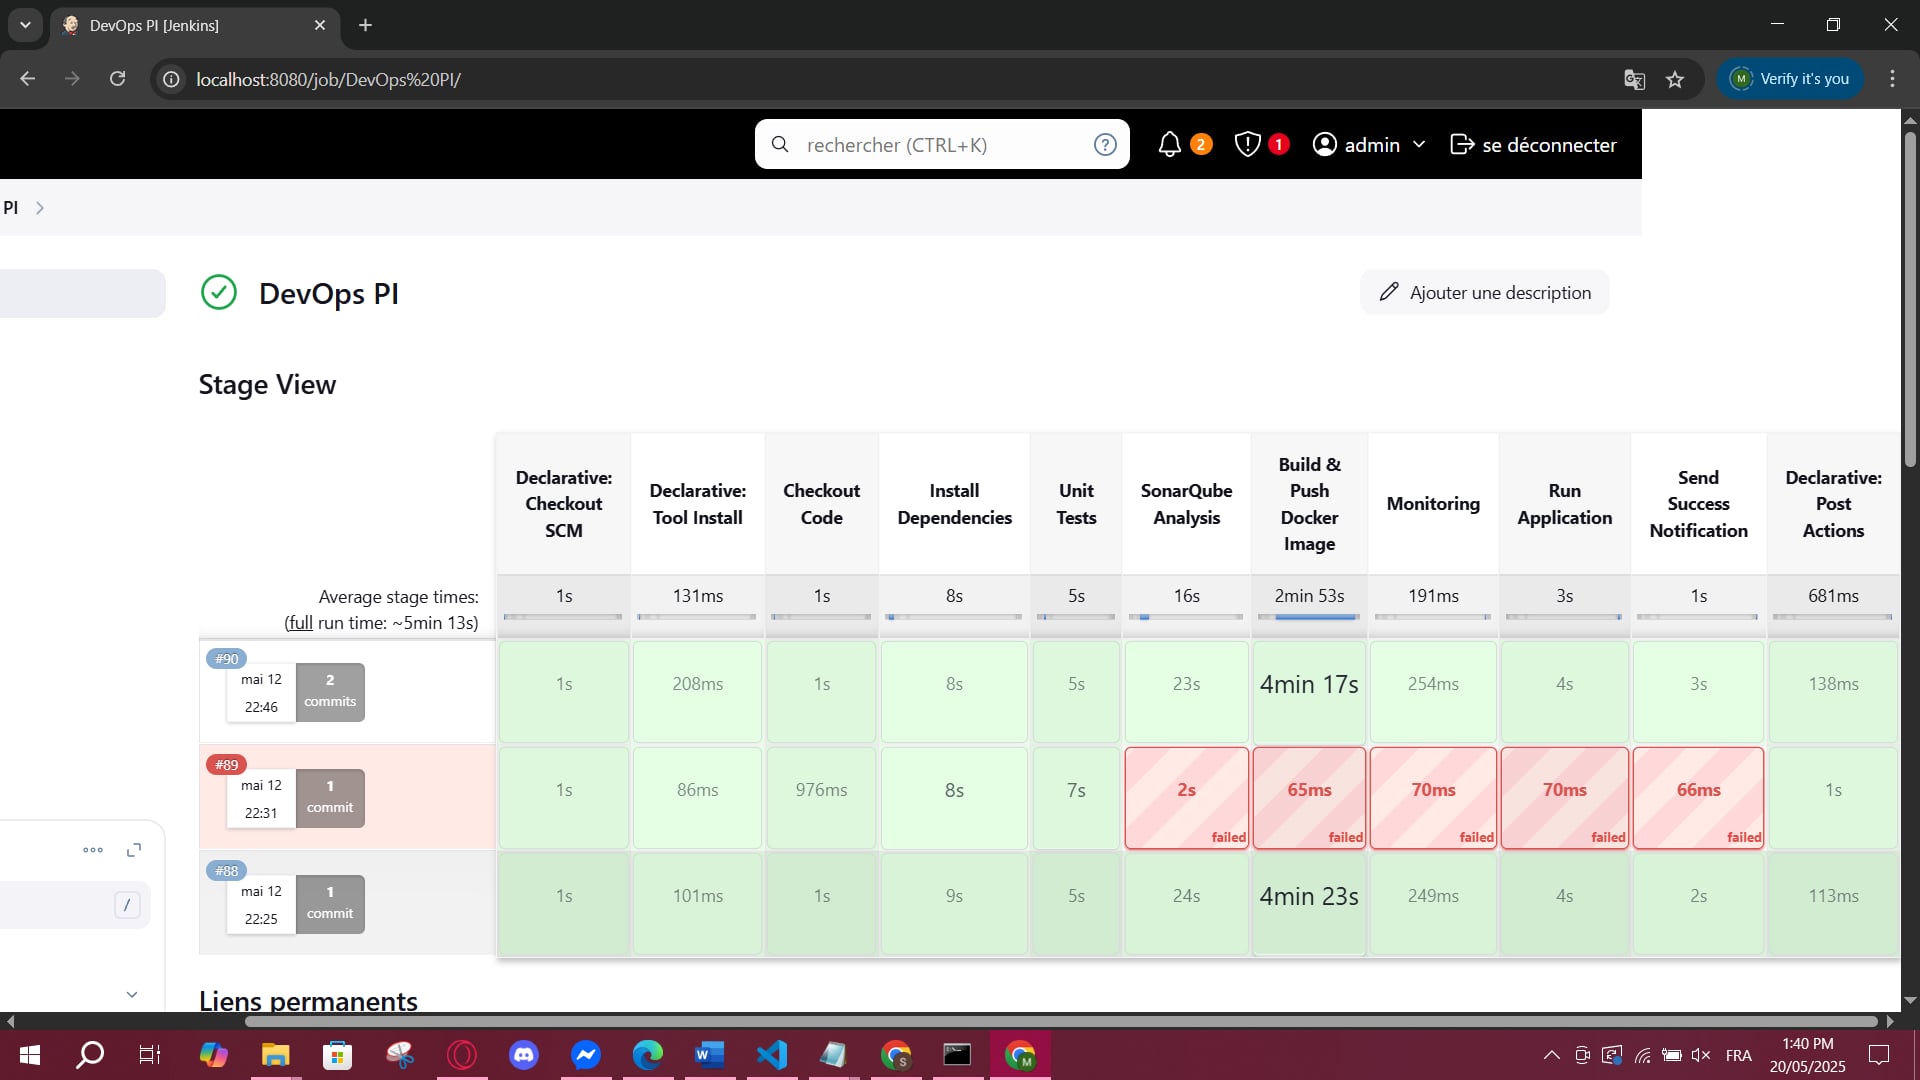 DevOps PI [Jenkins]
localhost:8080/job/DevOps%20PI/
Verify it's you
M
rechercher (CTRL+K)
?
2
1
admin
se déconnecter
PI
DevOps PI
Ajouter une description
Stage View
Declarative: Checkout SCM
Declarative: Tool Install
Checkout Code
Install Dependencies
Unit Tests
SonarQube Analysis
Build & Push Docker Image
Monitoring
Run Application
Send Success Notification
Declarative: Post Actions
Average stage times:
(full run time: ~5min 13s)
1s 131ms 1s 8s 5s 16s 2min 53s 191ms 3s 1s 681ms
#90
mai 12
22:46
2
commits
1s 208ms 1s 8s 5s 23s 4min 17s 254ms 4s 3s 138ms
#89
mai 12
22:31
1
commit
1s 86ms 976ms 8s 7s 2s 65ms 70ms 70ms 66ms 1s
failed failed failed failed failed
#88
mai 12
22:25
1
commit
1s 101ms 1s 9s 5s 24s 4min 23s 249ms 4s 2s 113ms
/
Liens permanents
W
S
M
FRA
1:40 PM
20/05/2025